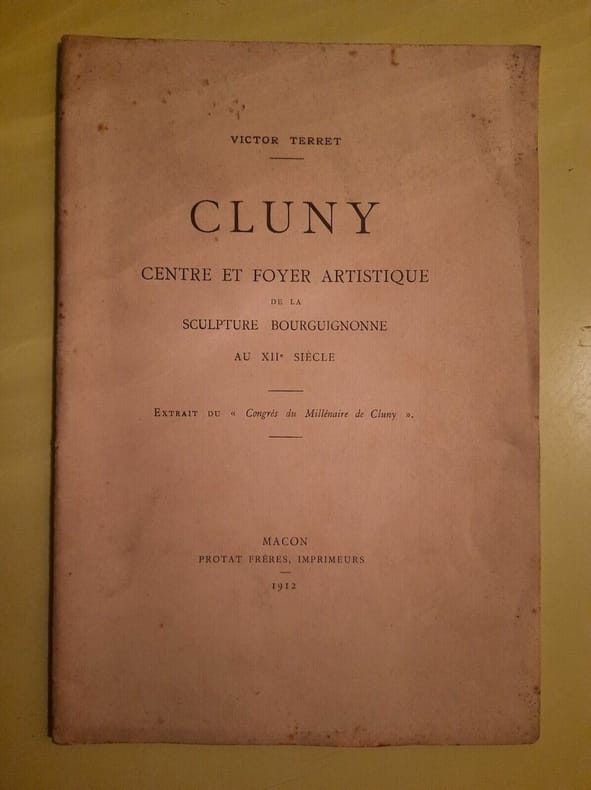 VICTOR TERRET
CLUNY
CENTRE ET FOYER ARTISTIQUE
DE LA
SCULPTURE BOURGUIGNONNE
AU XIIe SIÈCLE
EXTRAIT DU « Congrès du Millénaire de Cluny ».
MACON
PROTAT FRÈRES, IMPRIMEURS
1912